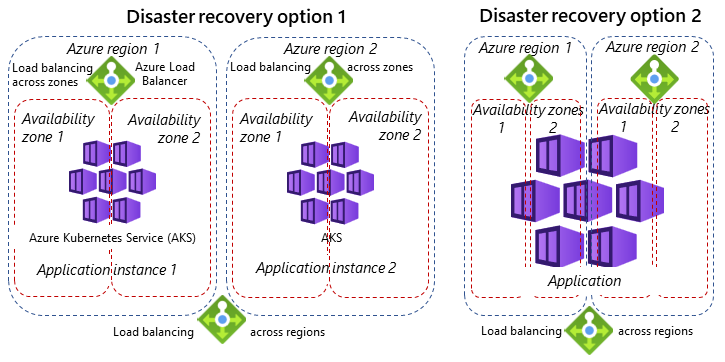 Disaster recovery option 1
Azure region 1
Load balancing
across zones
Azure Load
Balancer
Availability
zone 1
Availability
zone 2
Azure Kubernetes Service (AKS)
Application instance 1
Azure region 2
Load balancing across zones
Availability
zone 1
Availability
zone 2
AKS
Application instance 2
Load balancing across regions
Disaster recovery option 2
Azure region 1
Azure region 2
Availability zones
1 2
Availability zones
1 2
Application
Load balancing across regions